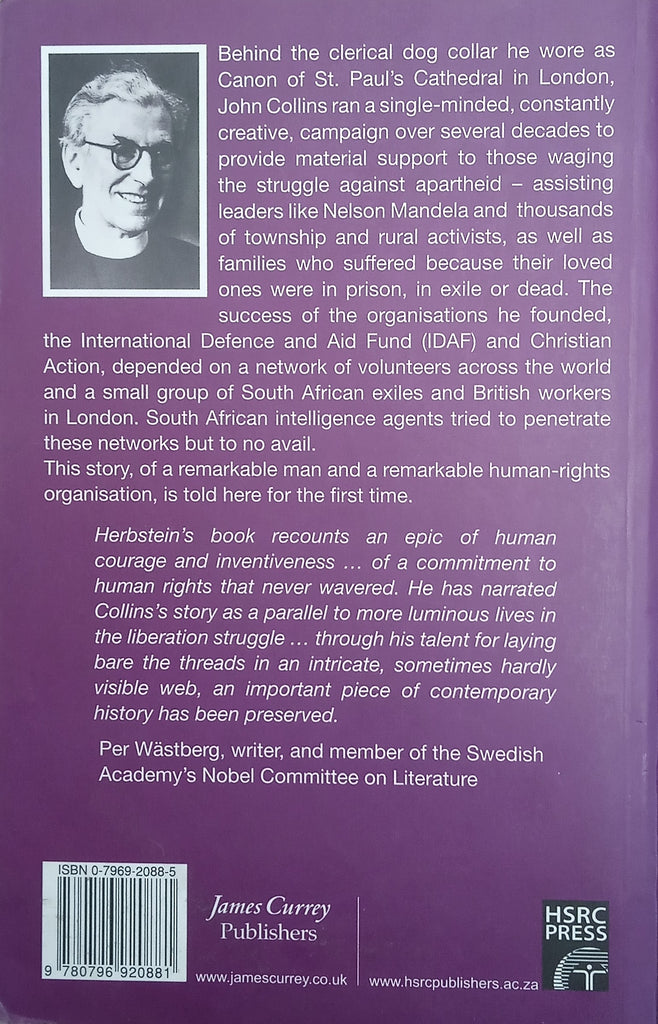 Behind the clerical dog collar he wore as
Canon of St. Paul's Cathedral in London,
John Collins ran a single-minded, constantly
creative, campaign over several decades to
provide material support to those waging
the struggle against apartheid – assisting
leaders like Nelson Mandela and thousands
of township and rural activists, as well as
families who suffered because their loved
ones were in prison, in exile or dead. The
success of the organisations he founded,
the International Defence and Aid Fund (IDAF) and Christian
Action, depended on a network of volunteers across the world
and a small group of South African exiles and British workers
in London. South African intelligence agents tried to penetrate
these networks but to no avail.
This story, of a remarkable man and a remarkable human-rights
organisation, is told here for the first time.
Herbstein's book recounts an epic of human
courage and inventiveness … of a commitment to
human rights that never wavered. He has narrated
Collins's story as a parallel to more luminous lives in
the liberation struggle … through his talent for laying
bare the threads in an intricate, sometimes hardly
visible web, an important piece of contemporary
history has been preserved.
Per Wästberg, writer, and member of the Swedish
Academy's Nobel Committee on Literature
ISBN 0-7969-2088-5
9 780796 920881
James Currey
Publishers
www.jamescurrey.co.uk
www.hsrcpublishers.ac.za
HSRC
PRESS